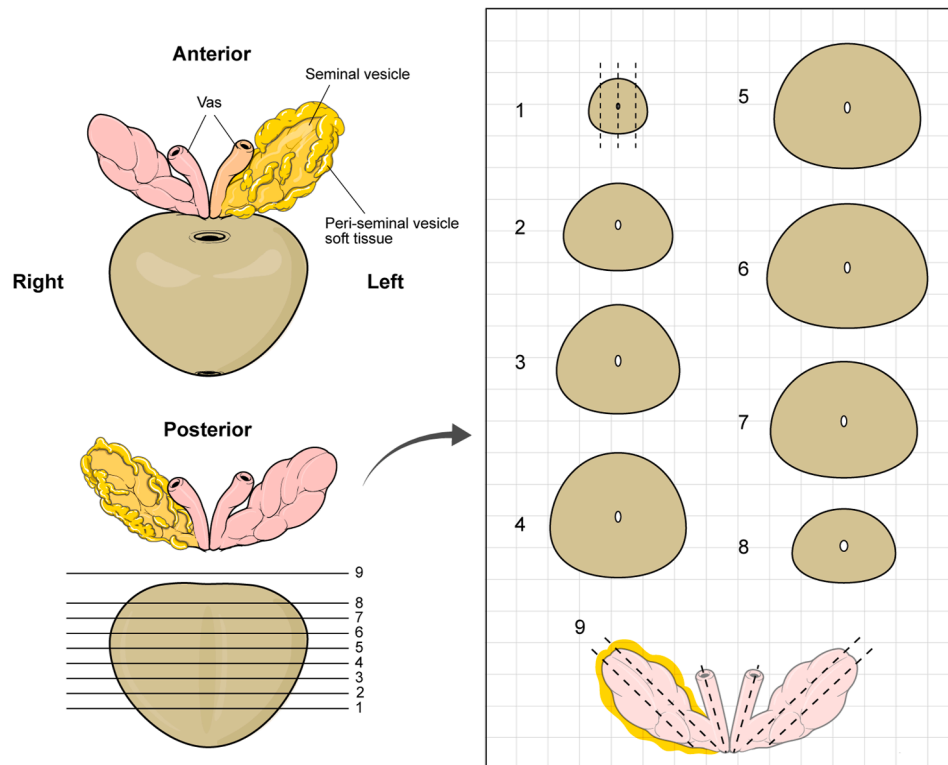 Anterior
Seminal vesicle
Vas
Peri-seminal vesicle
soft tissue
Right
Left
Posterior
9
8
7
6
5
4
3
2
1
1
2
3
4
5
6
7
8
9